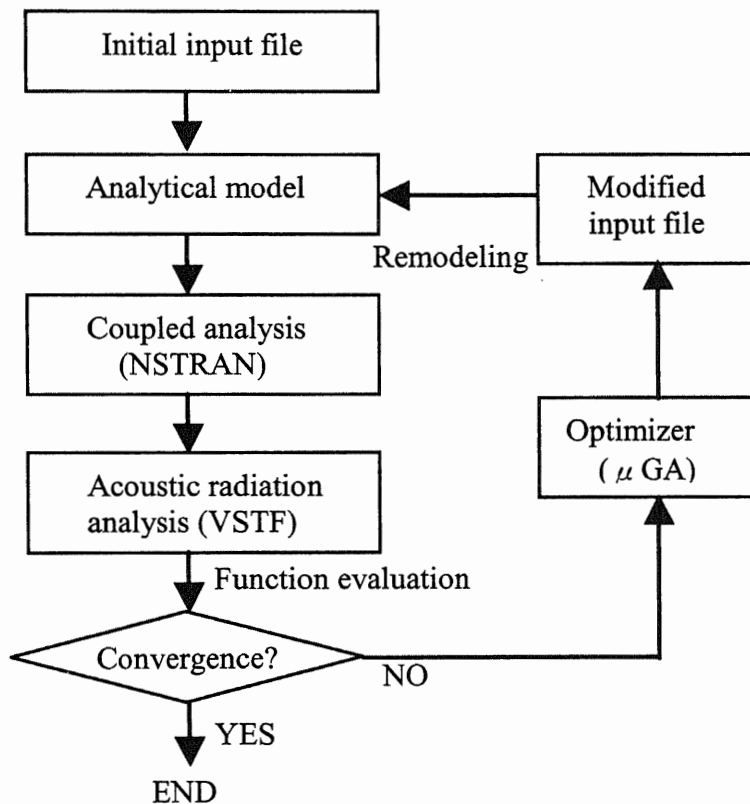 Initial input file
Analytical model
Modified
input file
Remodeling
Coupled analysis
(NSTRAN)
Optimizer
( μ GA)
Acoustic radiation
analysis (VSTF)
Function evaluation
Convergence?
NO
YES
END